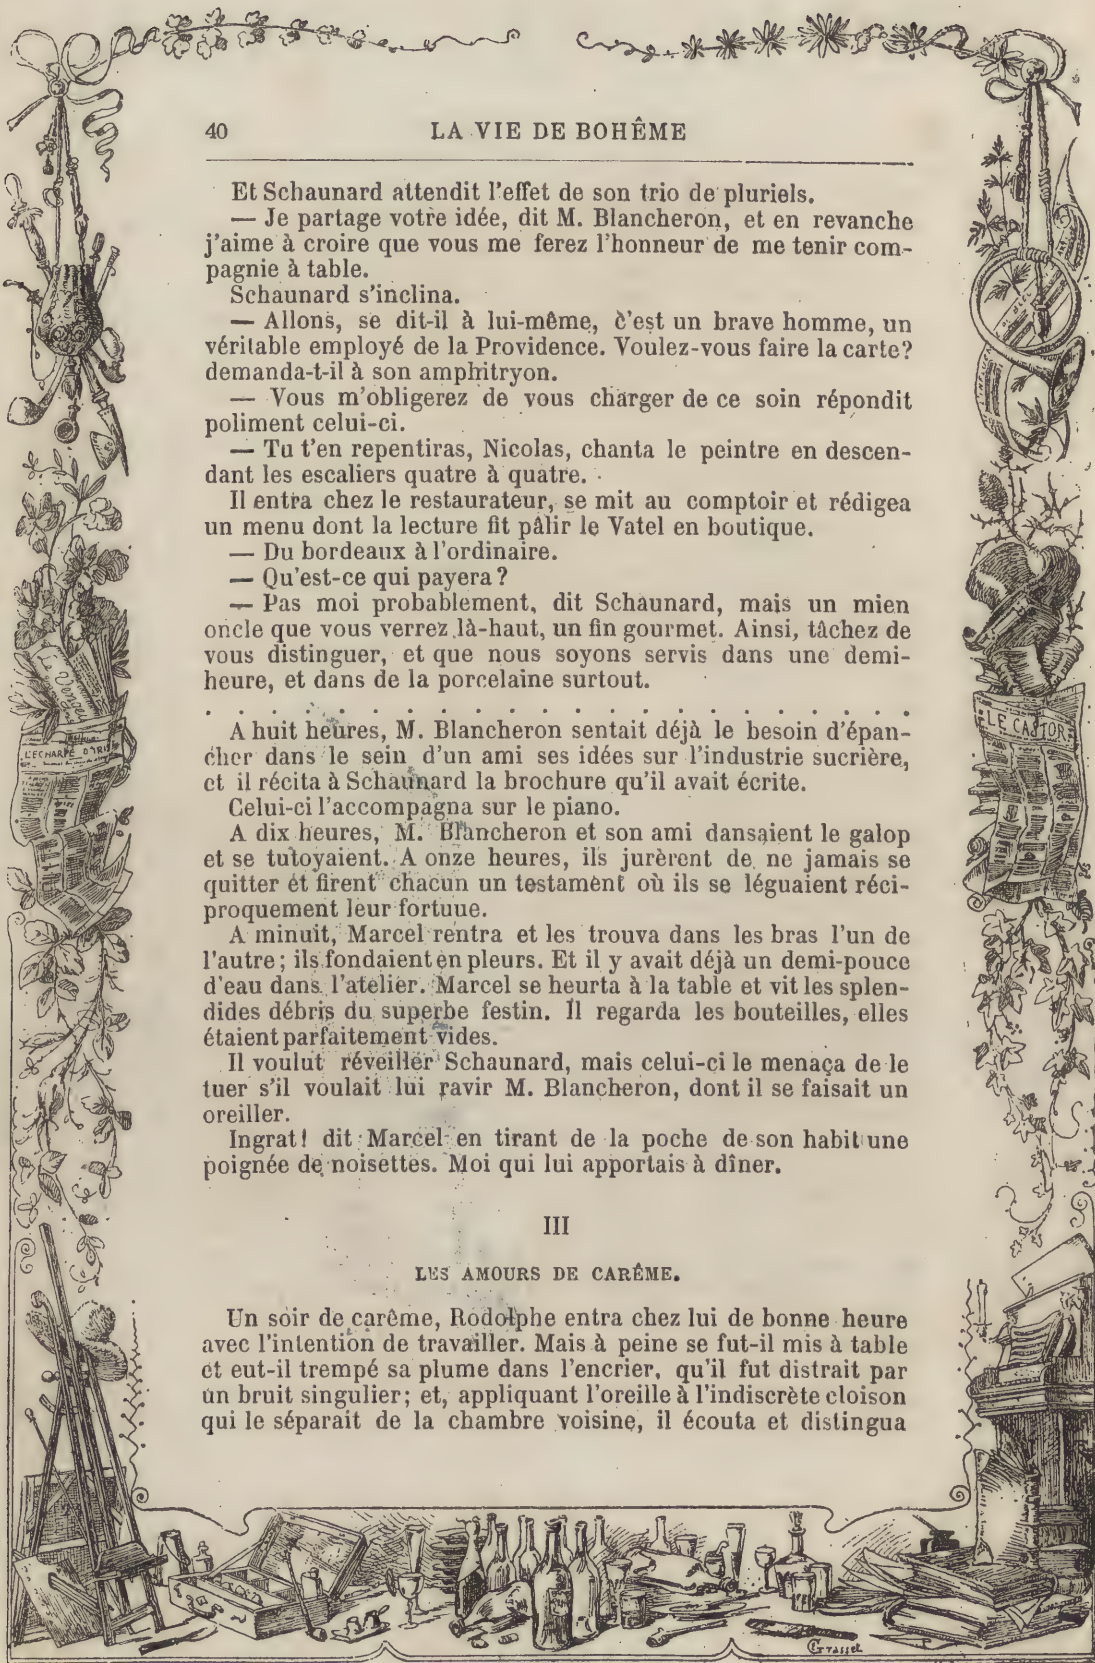 40
LA VIE DE BOHÊME
Et Schaunard attendit l'effet de son trio de pluriels.
— Je partage votre idée, dit M. Blancheron, et en revanche
j'aime à croire que vous me ferez l'honneur de me tenir com-
pagnie à table.
Schaunard s'inclina.
— Allons, se dit-il à lui-même, c'est un brave homme, un
véritable employé de la Providence. Voulez-vous faire la carte?
demanda-t-il à son amphitryon.
— Vous m'obligerez de vous charger de ce soin répondit
poliment celui-ci.
— Tu t'en repentiras, Nicolas, chanta le peintre en descen-
dant les escaliers quatre à quatre.
Il entra chez le restaurateur, se mit au comptoir et rédigea
un menu dont la lecture fit pâlir le Vatel en boutique.
— Du bordeaux à l'ordinaire.
— Qu'est-ce qui payera?
— Pas moi probablement, dit Schaunard, mais un mien
oncle que vous verrez là-haut, un fin gourmet. Ainsi, tâchez de
vous distinguer, et que nous soyons servis dans une demi-
heure, et dans de la porcelaine surtout.
. . . . . . . . . . . . . . . . . . . . .
A huit heures, M. Blancheron sentait déjà le besoin d'épan-
cher dans le sein d'un ami ses idées sur l'industrie sucrière,
et il récita à Schaunard la brochure qu'il avait écrite.
Celui-ci l'accompagna sur le piano.
A dix heures, M. Blancheron et son ami dansaient le galop
et se tutoyaient. A onze heures, ils jurèrent de ne jamais se
quitter et firent chacun un testament où ils se léguaient réci-
proquement leur fortuue.
A minuit, Marcel rentra et les trouva dans les bras l'un de
l'autre; ils fondaient en pleurs. Et il y avait déjà un demi-pouce
d'eau dans l'atelier. Marcel se heurta à la table et vit les splen-
dides débris du superbe festin. Il regarda les bouteilles, elles
étaient parfaitement vides.
Il voulut réveiller Schaunard, mais celui-ci le menaça de le
tuer s'il voulait lui ravir M. Blancheron, dont il se faisait un
oreiller.
Ingrat! dit Marcel en tirant de la poche de son habit une
poignée de noisettes. Moi qui lui apportais à dîner.
III
LES AMOURS DE CARÊME.
Un soir de carême, Rodolphe entra chez lui de bonne heure
avec l'intention de travailler. Mais à peine se fut-il mis à table
et eut-il trempé sa plume dans l'encrier, qu'il fut distrait par
un bruit singulier; et, appliquant l'oreille à l'indiscrète cloison
qui le séparait de la chambre voisine, il écouta et distingua
Le Vengeur
L'ECHARPE D'IRIS
LE CASTOR
Grasset